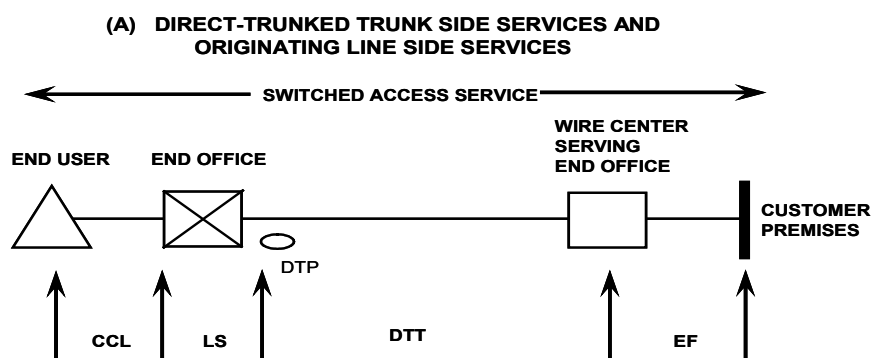 (A) DIRECT-TRUNKED TRUNK SIDE SERVICES AND
ORIGINATING LINE SIDE SERVICES
SWITCHED ACCESS SERVICE
WIRE CENTER
SERVING
END OFFICE
END USER
END OFFICE
CUSTOMER
PREMISES
DTP
CCL
LS
DTT
EF